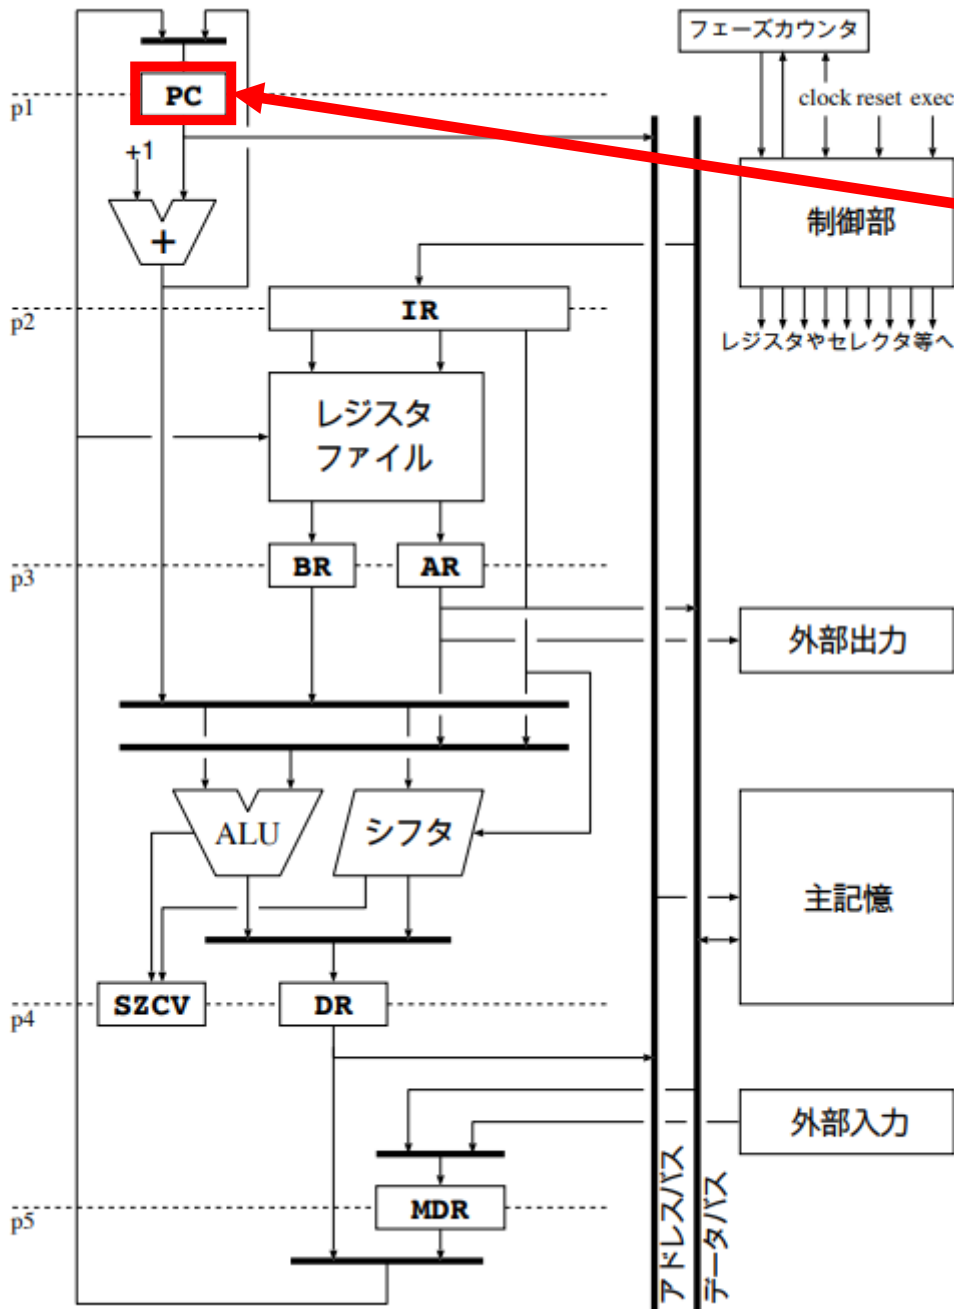 フェーズカウンタ
PC
p1
clock reset exec
+1
制御部
+
IR
p2
レジスタやセレクタ等へ
レジスタ
ファイル
BR
AR
p3
外部出力
ALU
シフタ
主記憶
SZCV
DR
p4
外部入力
アドレスバス
データバス
MDR
p5